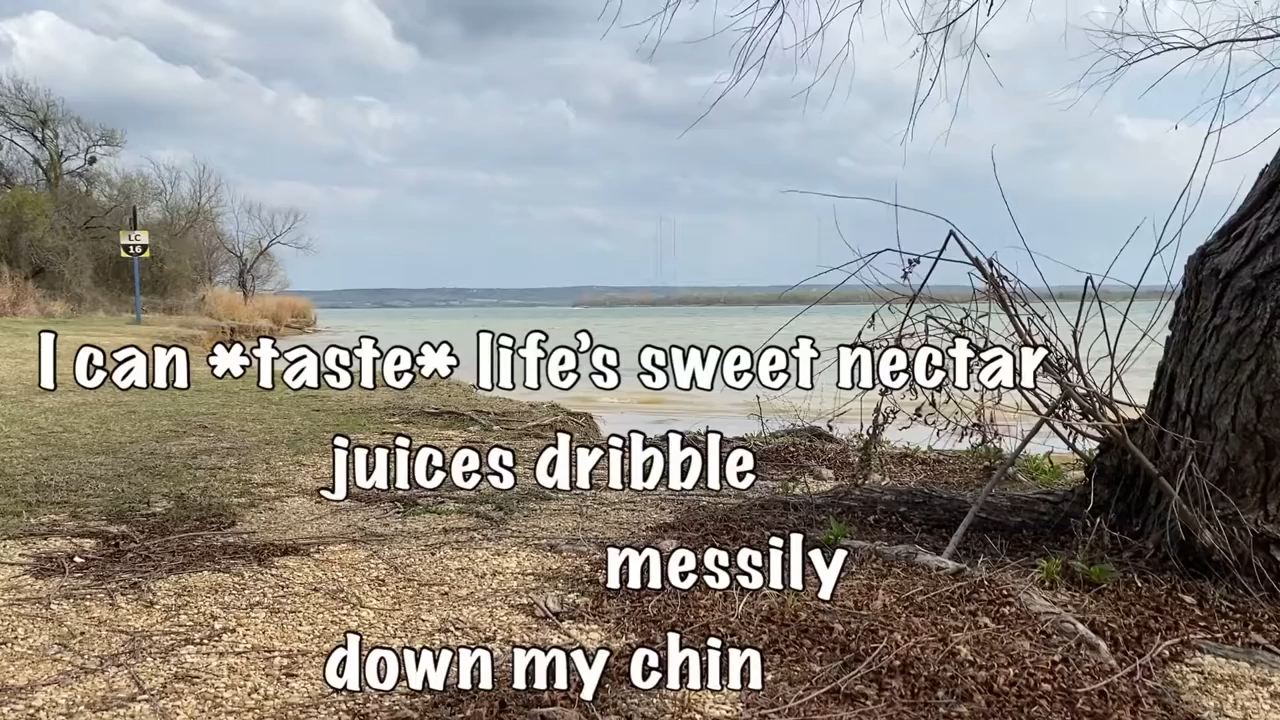 LC
16
I can *taste* life’s sweet nectar
juices dribble
messily
down my chin